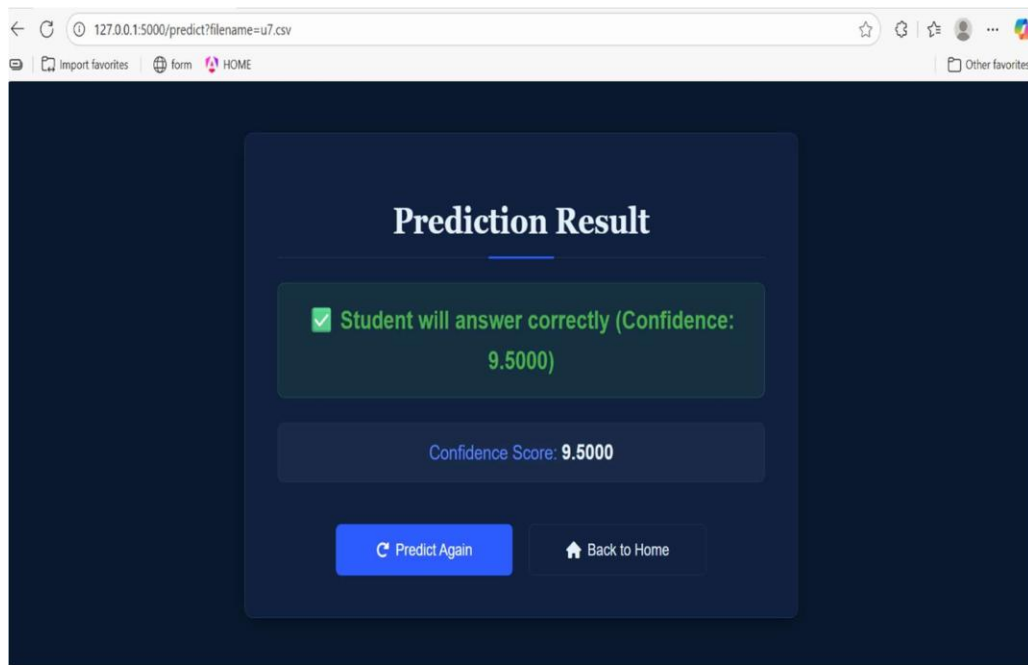 127.0.0.1:5000/predict?filename=u7.csv
Import favorites form HOME Other favorites
Prediction Result
✅ Student will answer correctly (Confidence:
9.5000)
Confidence Score: 9.5000
Predict Again Back to Home